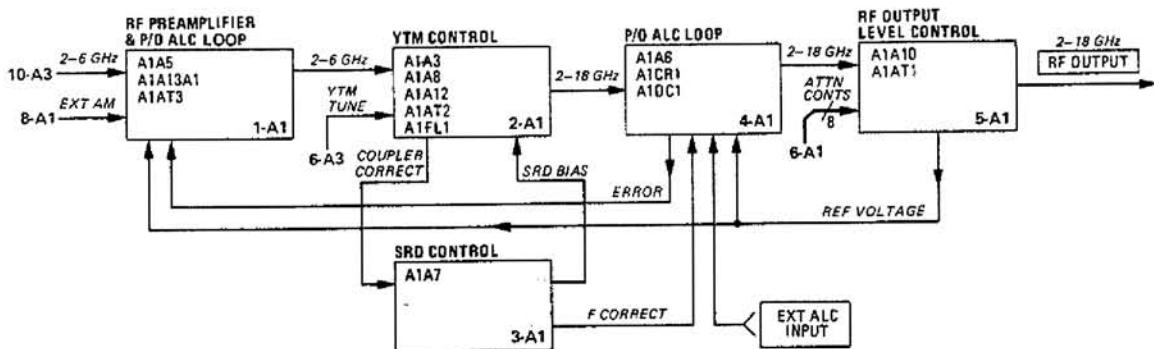 RF PREAMPLIFIER
& P/O ALC LOOP
A1A5
A1A13A1
A1AT3
1-A1
2–6 GHz
10-A3
EXT AM
8-A1
2–6 GHz
YTM
TUNE
6-A3
YTM CONTROL
A1A3
A1A8
A1A12
A1AT2
A1FL1
2-A1
COUPLER
CORRECT
SRD BIAS
2–18 GHz
P/O ALC LOOP
A1A6
A1CR1
A1DC1
4-A1
ERROR
2–18 GHz
ATTN
CONTS
8
6-A1
RF OUTPUT
LEVEL CONTROL
A1A10
A1AT1
5-A1
2–18 GHz
RF OUTPUT
REF VOLTAGE
SRD CONTROL
A1A7
3-A1
F CORRECT
EXT ALC
INPUT